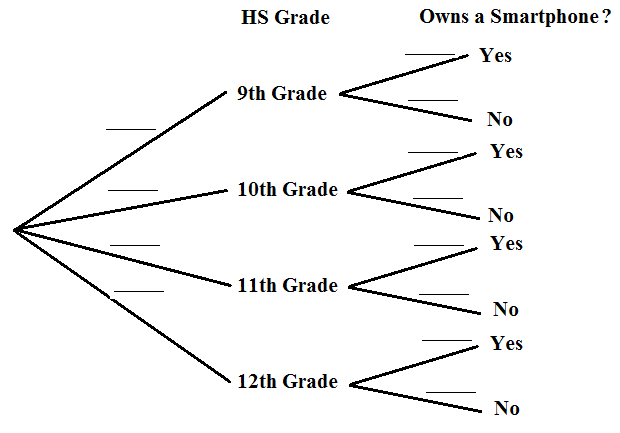 HS Grade Owns a Smartphone?
9th Grade
Yes
No
10th Grade
Yes
No
11th Grade
Yes
No
12th Grade
Yes
No